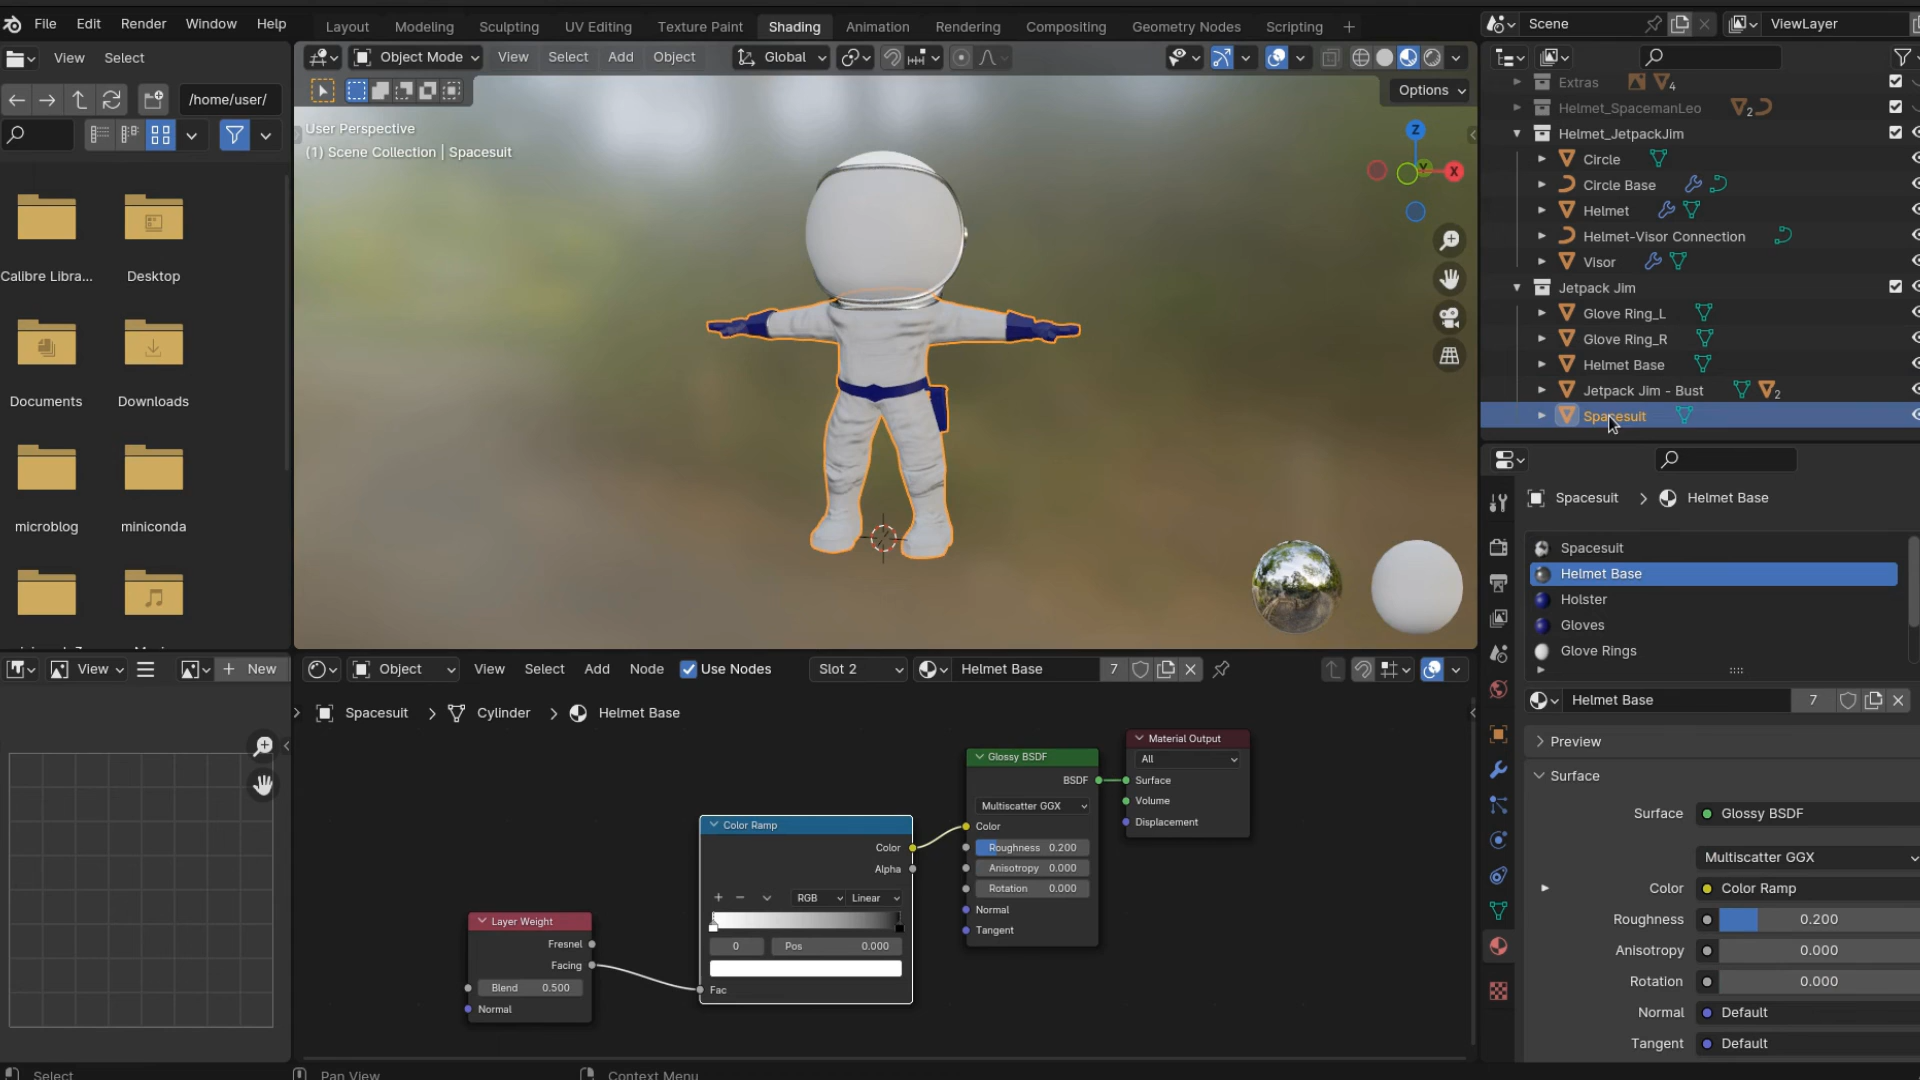 File Edit Render Window Help
Layout Modeling Sculpting UV Editing Texture Paint Shading Animation Rendering Compositing Geometry Nodes Scripting +
Scene
ViewLayer
View Select
Object Mode View Select Add Object Global
/home/user/
Options
User Perspective
(1) Scene Collection | Spacesuit
Z
Y
X
Calibre Libra...
Desktop
Documents
Downloads
microblog
miniconda
Extras 4
Helmet_SpacemanLeo 2
Helmet_JetpackJim
Circle
Circle Base
Helmet
Helmet-Visor Connection
Visor
Jetpack Jim
Glove Ring_L
Glove Ring_R
Helmet Base
Jetpack Jim - Bust 2
Spacesuit
Spacesuit > Helmet Base
Spacesuit
Helmet Base
Holster
Gloves
Glove Rings
Helmet Base 7
Preview
Surface
Surface Glossy BSDF
Multiscatter GGX
Color Color Ramp
Roughness 0.200
Anisotropy 0.000
Rotation 0.000
Normal Default
Tangent Default
View
+ New
Object View Select Add Node Use Nodes Slot 2 Helmet Base 7
Spacesuit > Cylinder > Helmet Base
Layer Weight
Fresnel
Facing
Blend 0.500
Normal
Color Ramp
Color
Alpha
+ − RGB Linear
0 Pos 0.000
Fac
Glossy BSDF
BSDF
Multiscatter GGX
Color
Roughness 0.200
Anisotropy 0.000
Rotation 0.000
Normal
Tangent
Material Output
All
Surface
Volume
Displacement
Select
Pan View
Context Menu